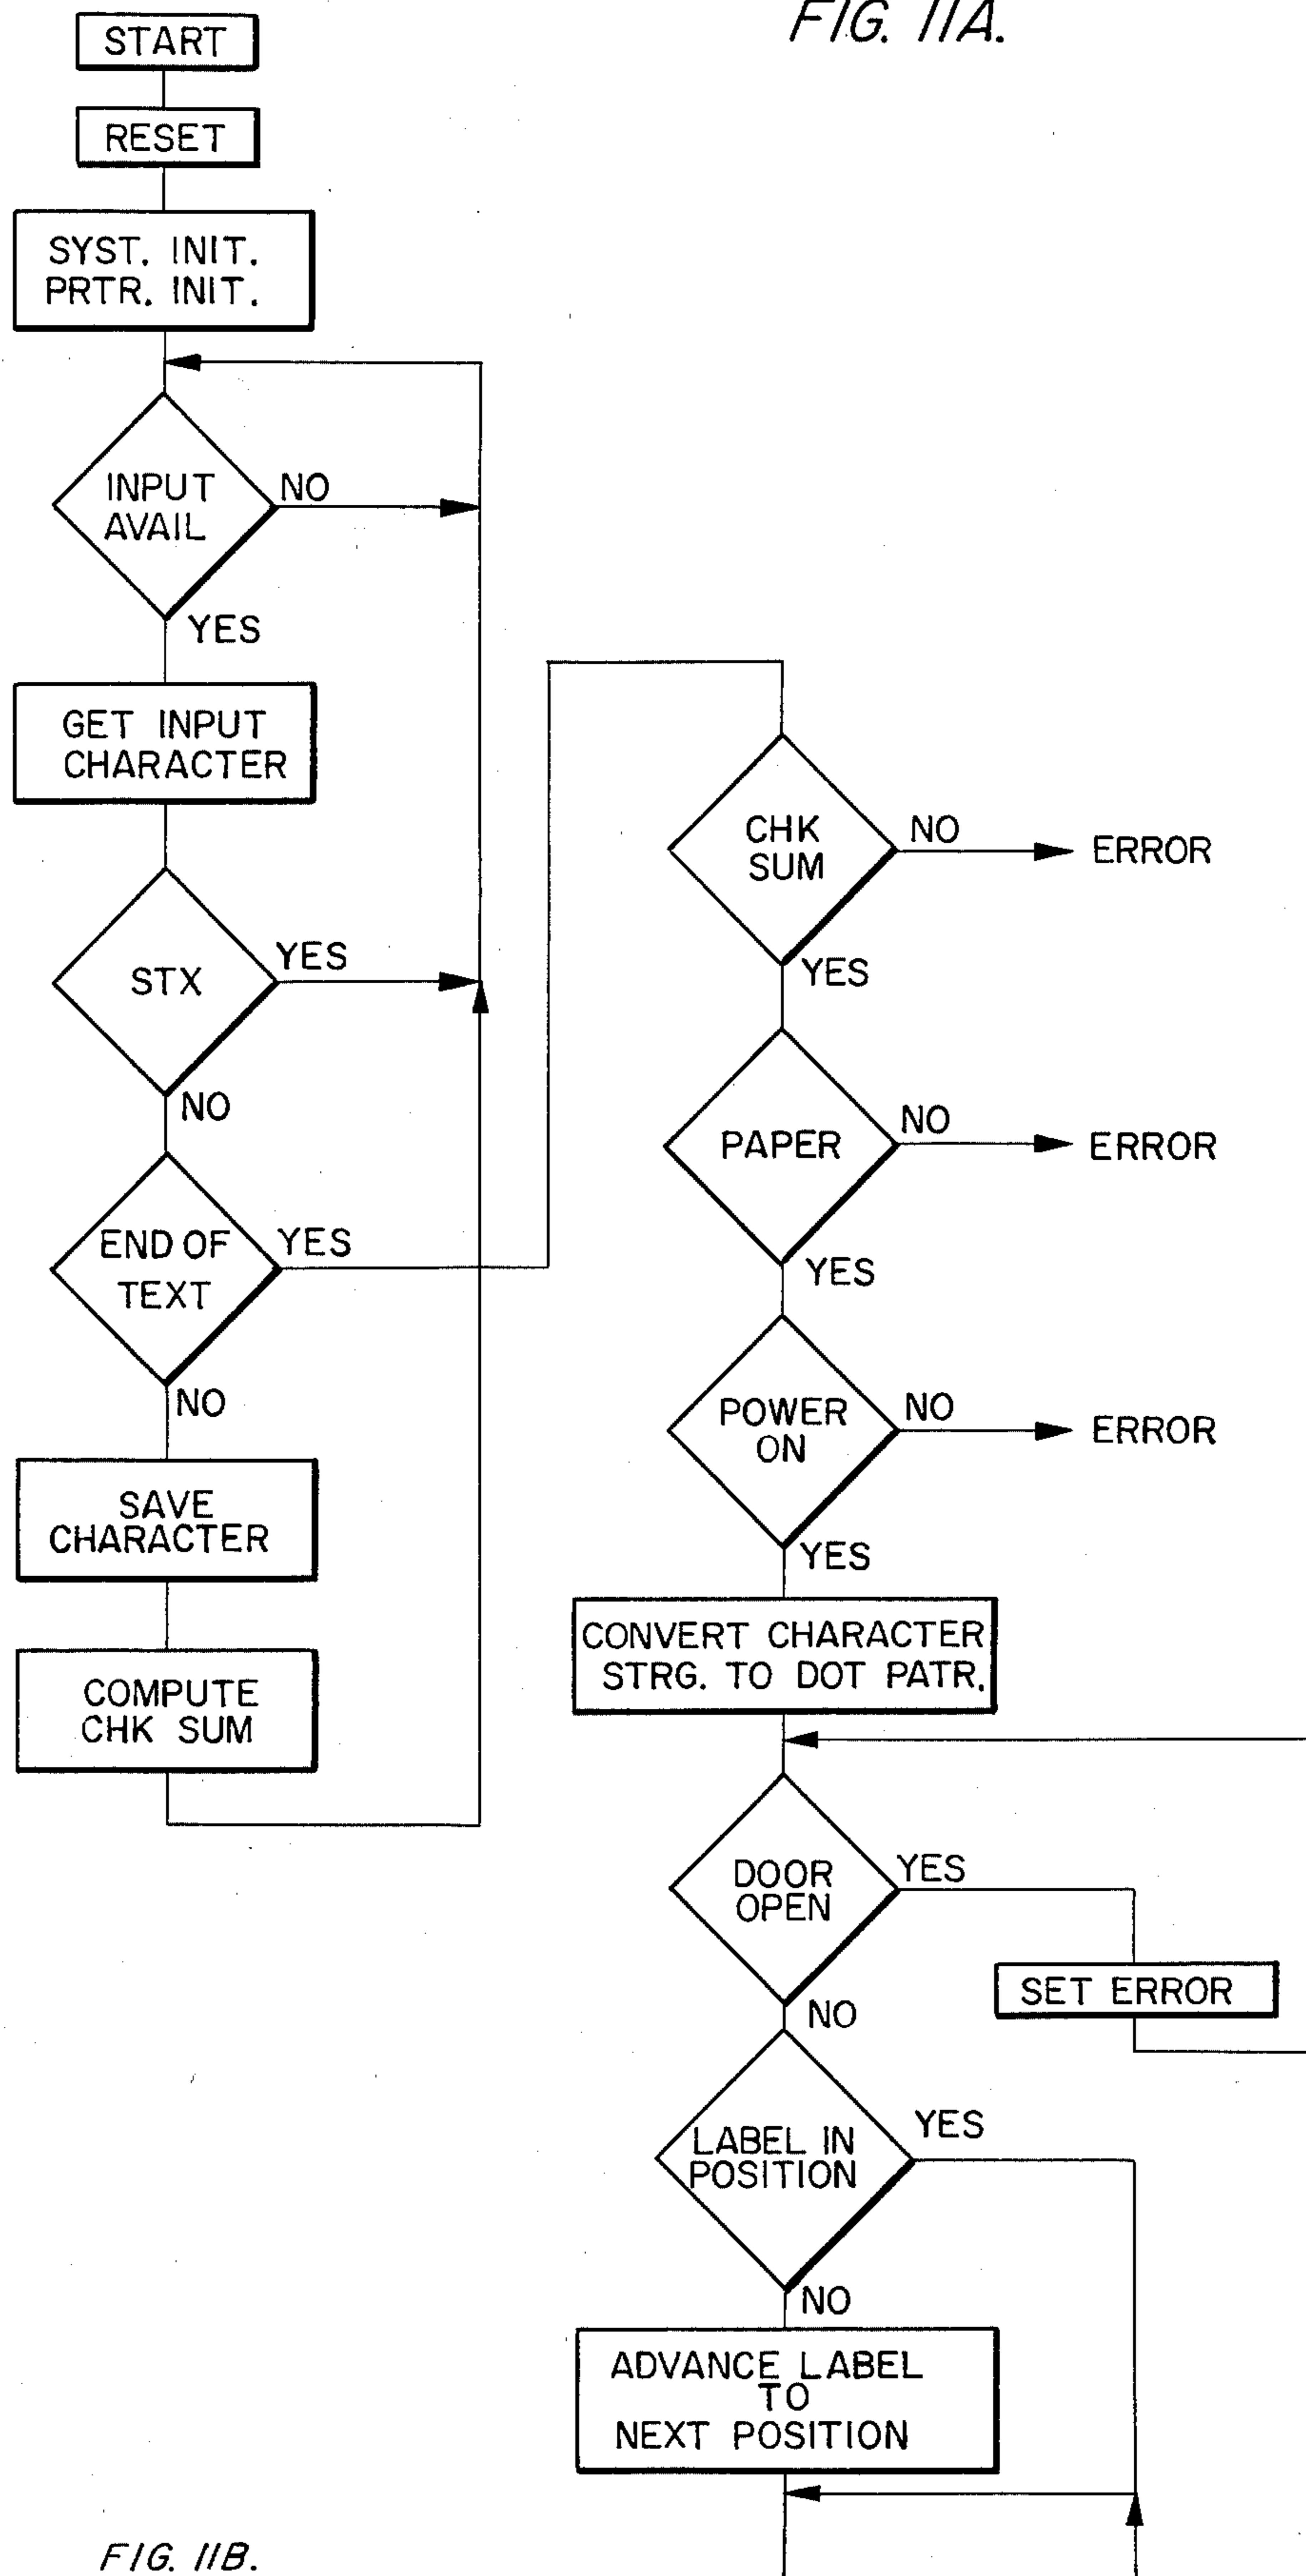 FIG. 11A.
START
RESET
SYST. INIT.
PRTR. INIT.
INPUT
AVAIL
NO
YES
GET INPUT
CHARACTER
STX
YES
NO
END OF
TEXT
YES
NO
SAVE
CHARACTER
COMPUTE
CHK SUM
CHK
SUM
NO
ERROR
YES
PAPER
NO
ERROR
YES
POWER
ON
NO
ERROR
YES
CONVERT CHARACTER
STRG. TO DOT PATR.
DOOR
OPEN
YES
SET ERROR
NO
LABEL IN
POSITION
YES
NO
ADVANCE LABEL
TO
NEXT POSITION
FIG. 11B.